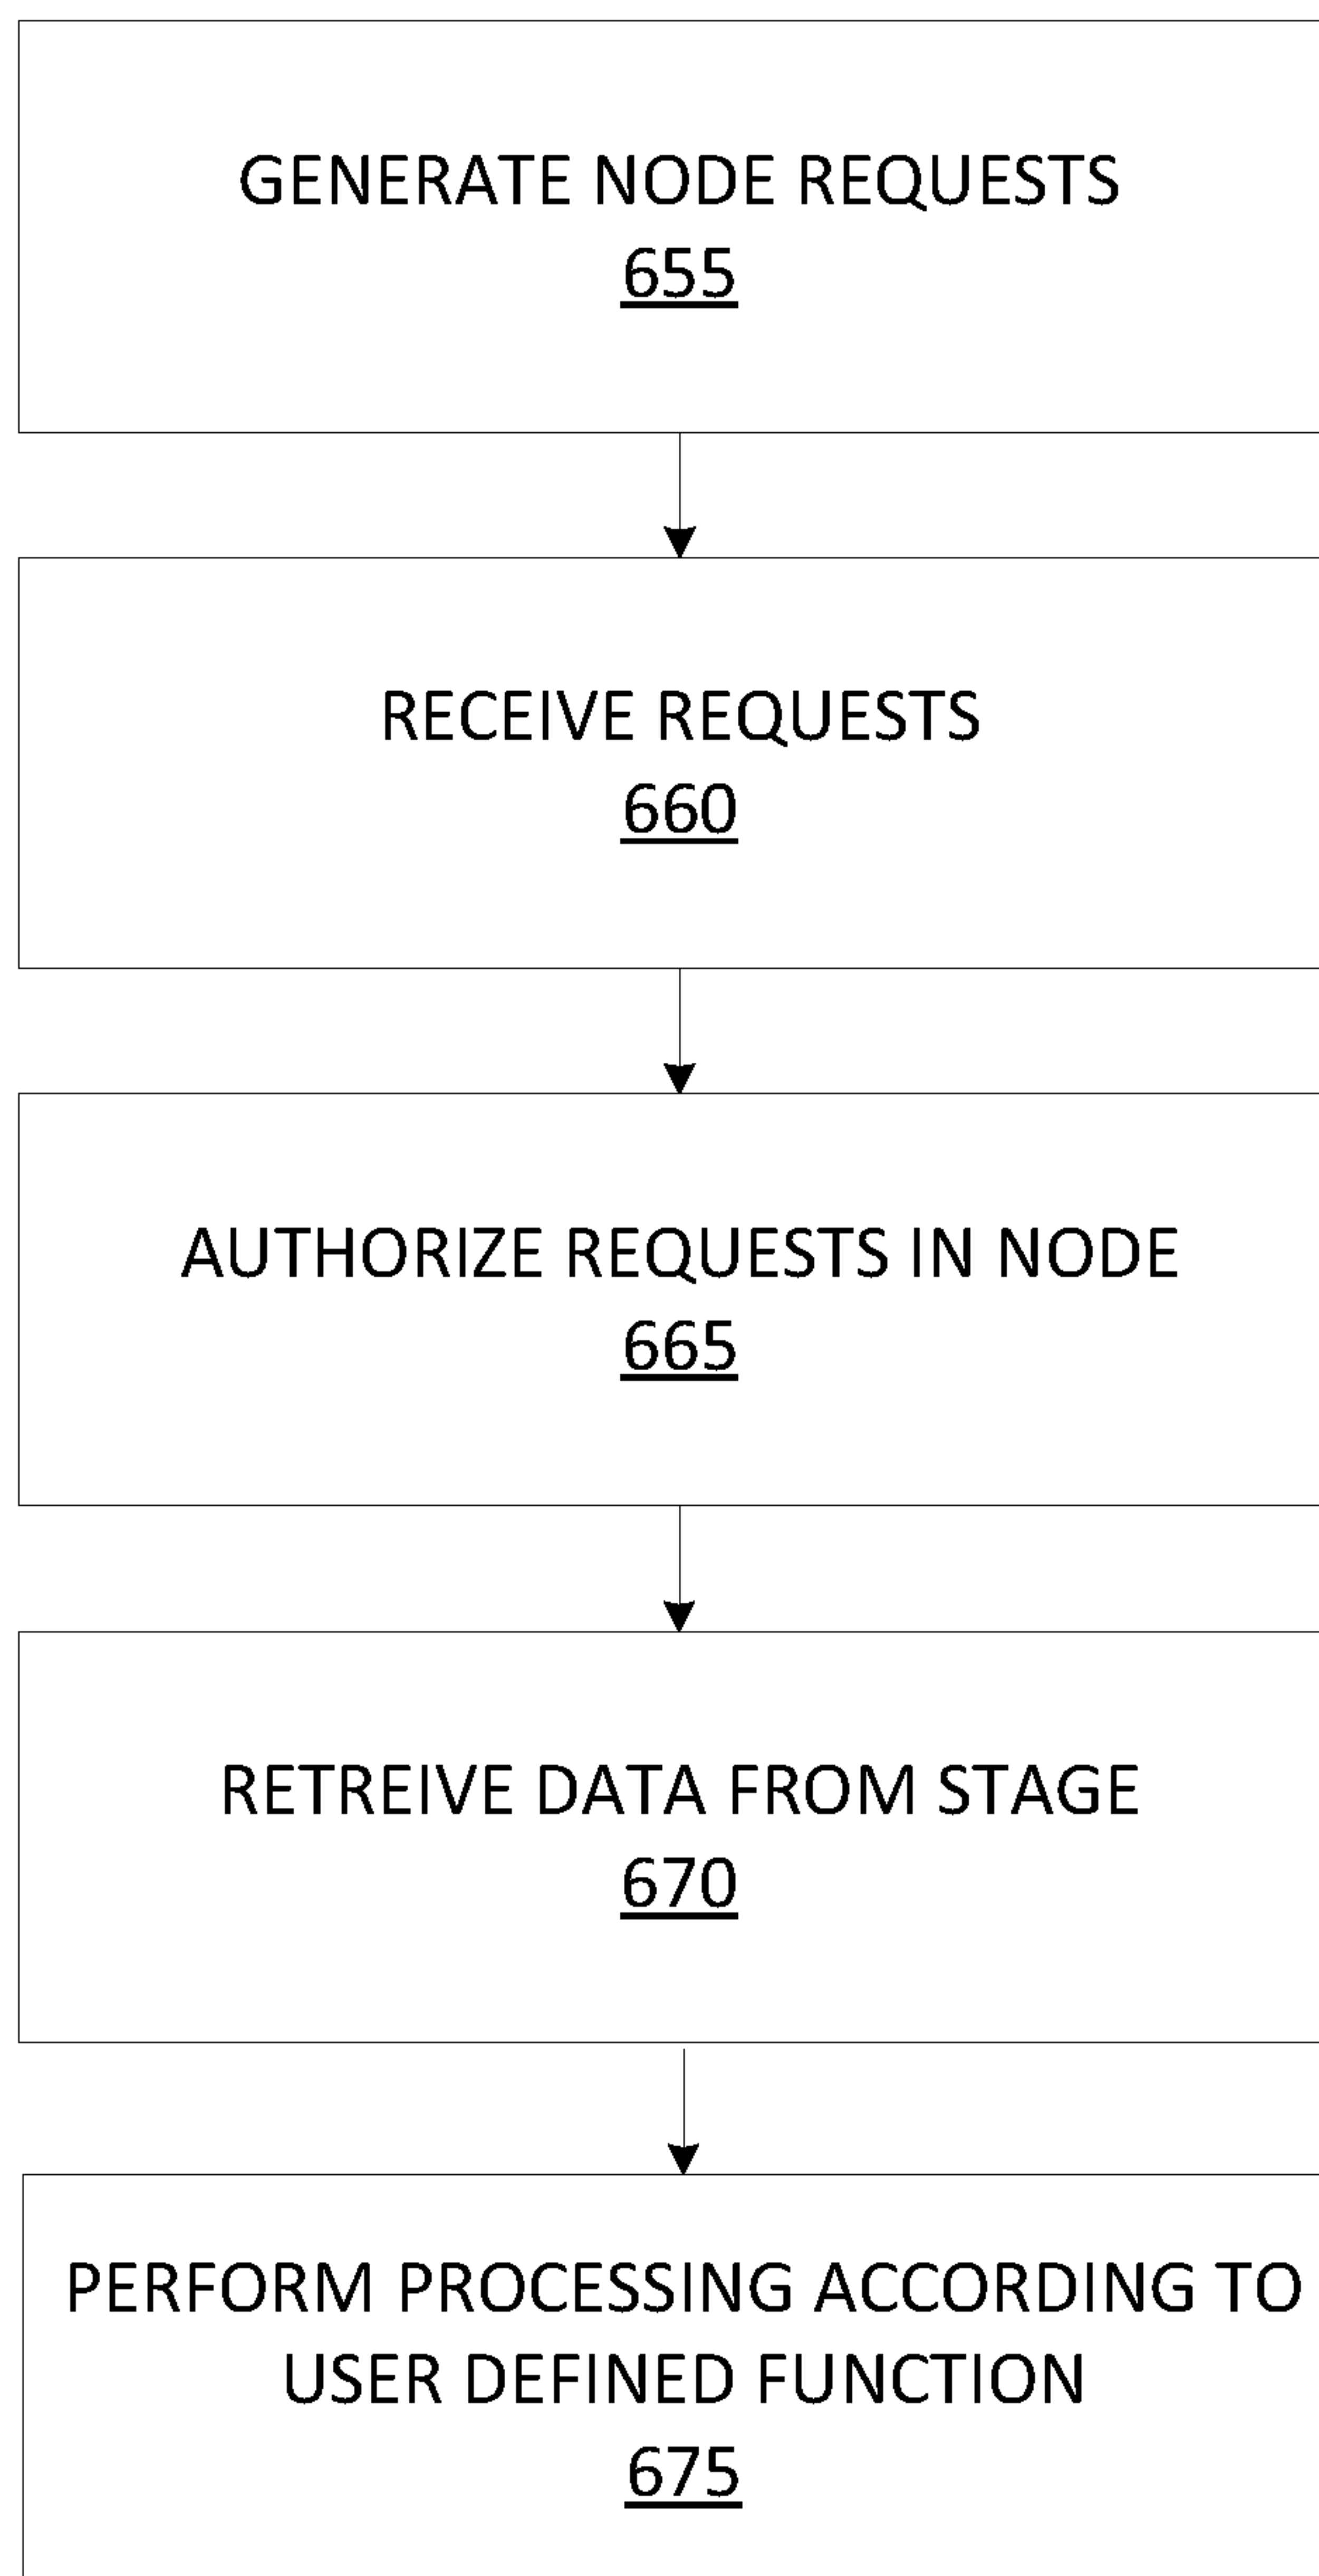 GENERATE NODE REQUESTS
655
RECEIVE REQUESTS
660
AUTHORIZE REQUESTS IN NODE
665
RETREIVE DATA FROM STAGE
670
PERFORM PROCESSING ACCORDING TO
USER DEFINED FUNCTION
675